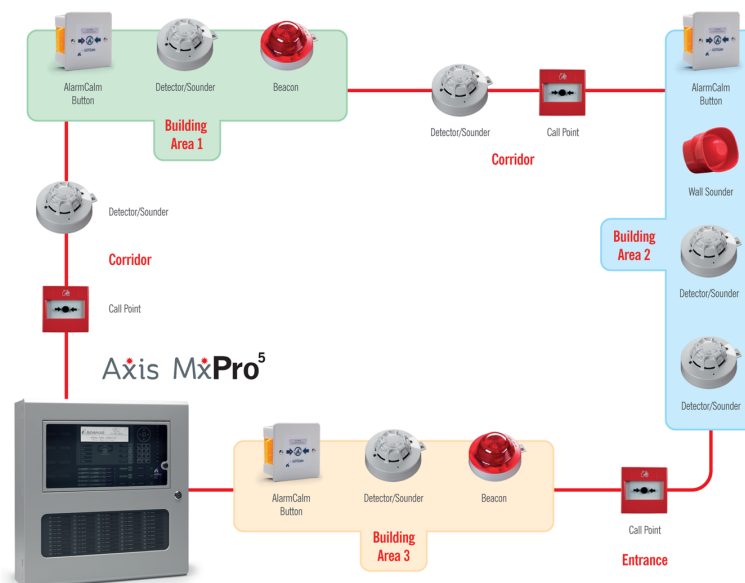 AlarmCalm
Button
Detector/Sounder
Beacon
Building
Area 1
Detector/Sounder
Call Point
Corridor
AlarmCalm
Button
Wall Sounder
Building
Area 2
Detector/Sounder
Detector/Sounder
Detector/Sounder
Corridor
Call Point
Axis MxPro5
AlarmCalm
Button
Detector/Sounder
Beacon
Building
Area 3
Call Point
Entrance